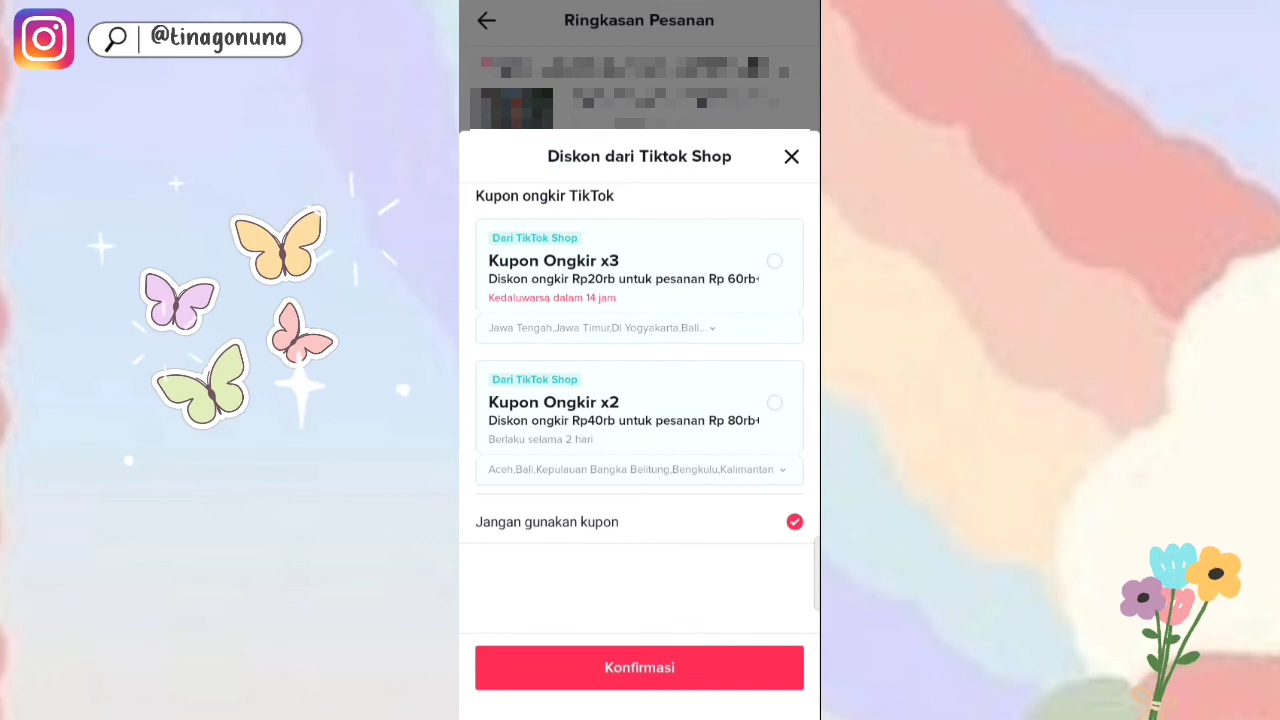 @tinagonuna
Ringkasan Pesanan
Diskon dari Tiktok Shop
Kupon ongkir TikTok
Dari TikTok Shop
Kupon Ongkir x3
Diskon ongkir Rp20rb untuk pesanan Rp 60rb+
Kedaluwarsa dalam 14 jam
Jawa Tengah,Jawa Timur,DI Yogyakarta,Bali...
Dari TikTok Shop
Kupon Ongkir x2
Diskon ongkir Rp40rb untuk pesanan Rp 80rb+
Berlaku selama 2 hari
Aceh,Bali,Kepulauan Bangka Belitung,Bengkulu,Kalimantan
Jangan gunakan kupon
Konfirmasi